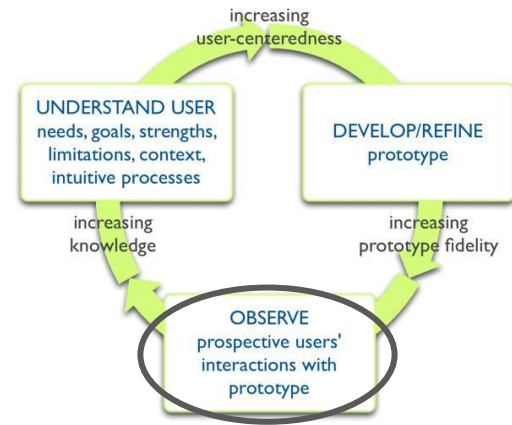 increasing
user-centeredness
UNDERSTAND USER
needs, goals, strengths,
limitations, context,
intuitive processes
DEVELOP/REFINE
prototype
increasing
knowledge
increasing
prototype fidelity
OBSERVE
prospective users'
interactions with
prototype